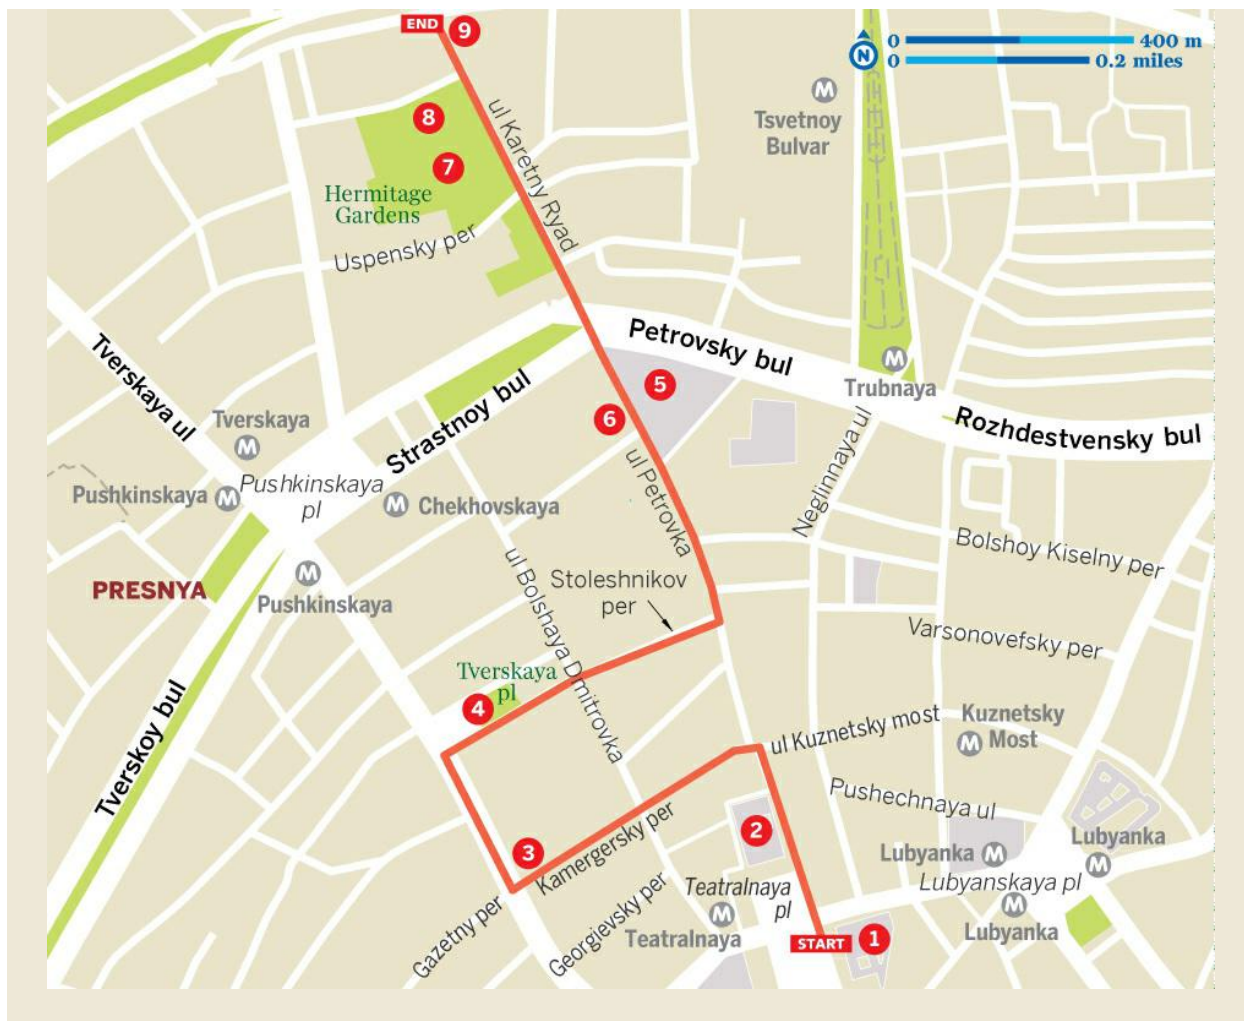 END
9
0
400 m
N
0
0.2 miles
M
Tsvetnoy
Bulvar
8
ul Karetny Ryad
7
Hermitage
Gardens
Uspensky per
Petrovsky bul
Tverskaya ul
M
Trubnaya
5
Strastnoy bul
6
Tverskaya
M
Rozhdestvensky bul
Neglinnaya ul
ul Petrovka
Pushkinskaya
M
Pushkinskaya
pl
M
Chekhovskaya
Bolshoy Kiselny per
ul Bolshaya Dmitrovka
Stoleshnikov
per
PRESNYA
M
Pushkinskaya
Varsonovefsky per
Tverskaya
pl
4
Tverskoy bul
ul Kuznetsky most
Kuznetsky
M
Most
Pushechnaya ul
Kamergersky per
2
3
Lubyanka
M
Lubyanka
M
Lubyanskaya pl
M
Lubyanka
Teatralnaya
pl
M
Teatralnaya
Gazetny per
Georgievsky per
START
1